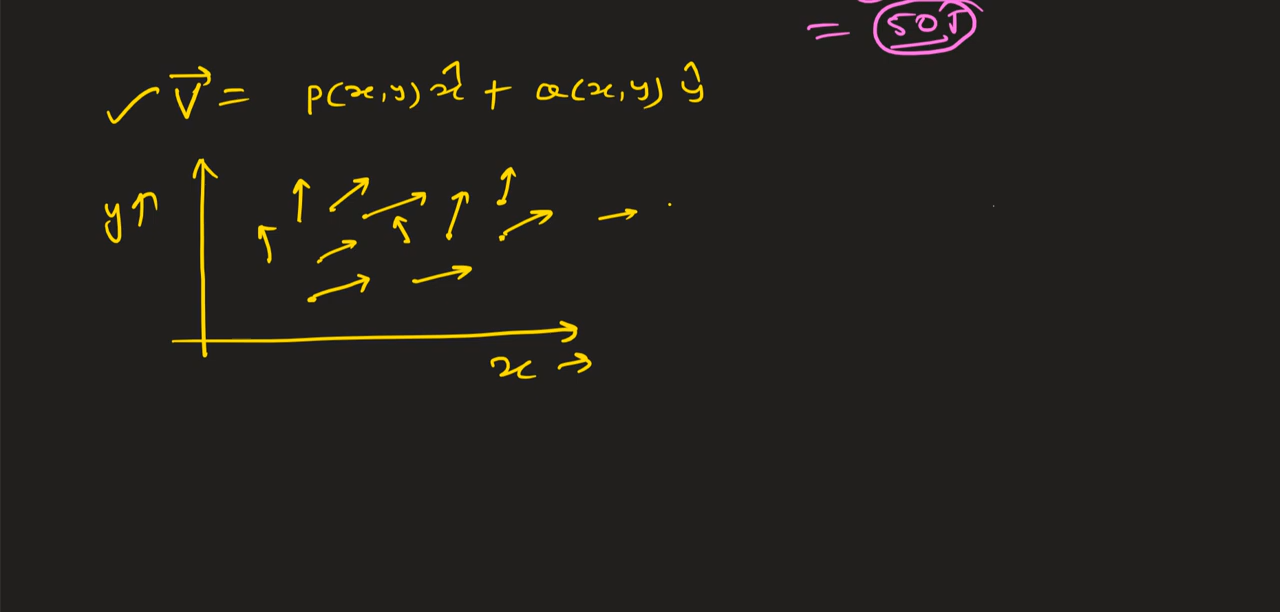 = 50J
✓ V⃗ = P(x,y) x̂ + Q(x,y) ŷ
y↑
x →